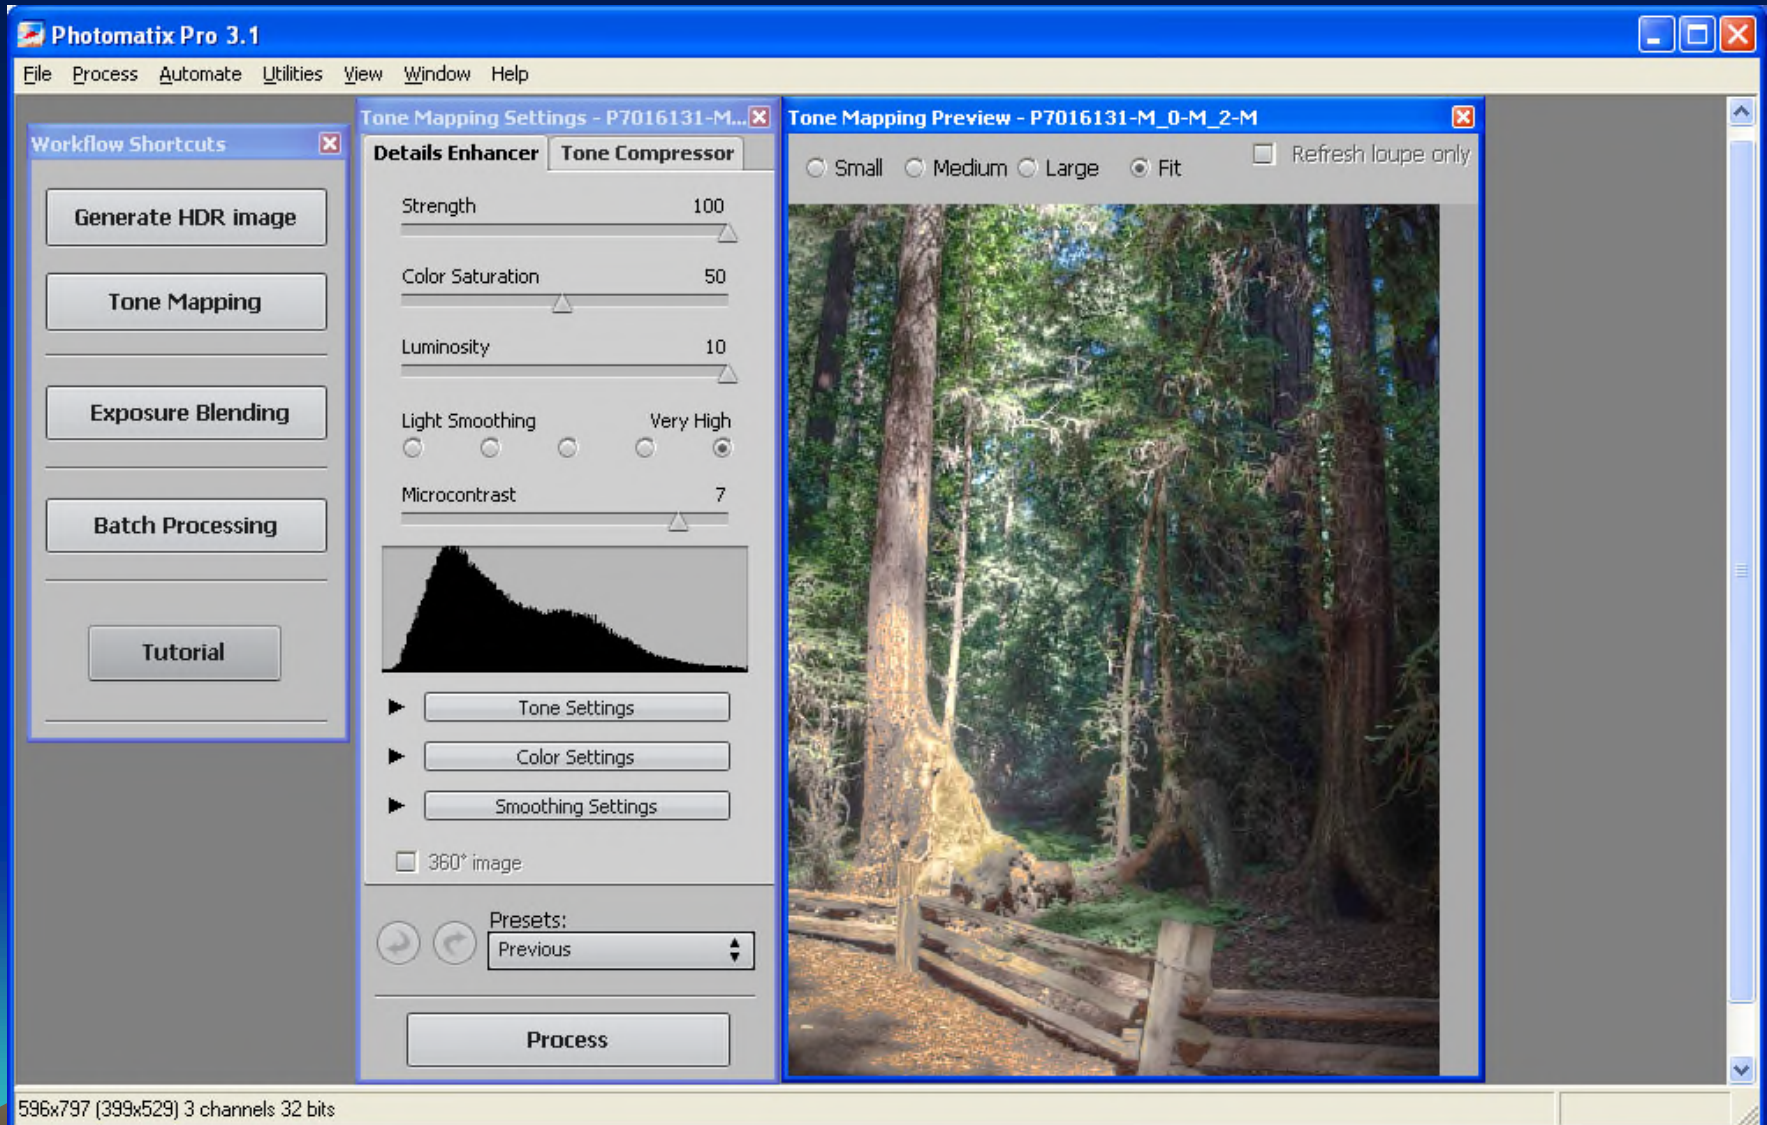 Photomatix Pro 3.1
File Process Automate Utilities View Window Help
Workflow Shortcuts
Generate HDR image
Tone Mapping
Exposure Blending
Batch Processing
Tutorial
Tone Mapping Settings - P7016131-M...
Details Enhancer Tone Compressor
Strength 100
Color Saturation 50
Luminosity 10
Light Smoothing Very High
Microcontrast 7
Tone Settings
Color Settings
Smoothing Settings
360° image
Presets:
Previous
Process
Tone Mapping Preview - P7016131-M_0-M_2-M
Small Medium Large Fit Refresh loupe only
596x797 (399x529) 3 channels 32 bits